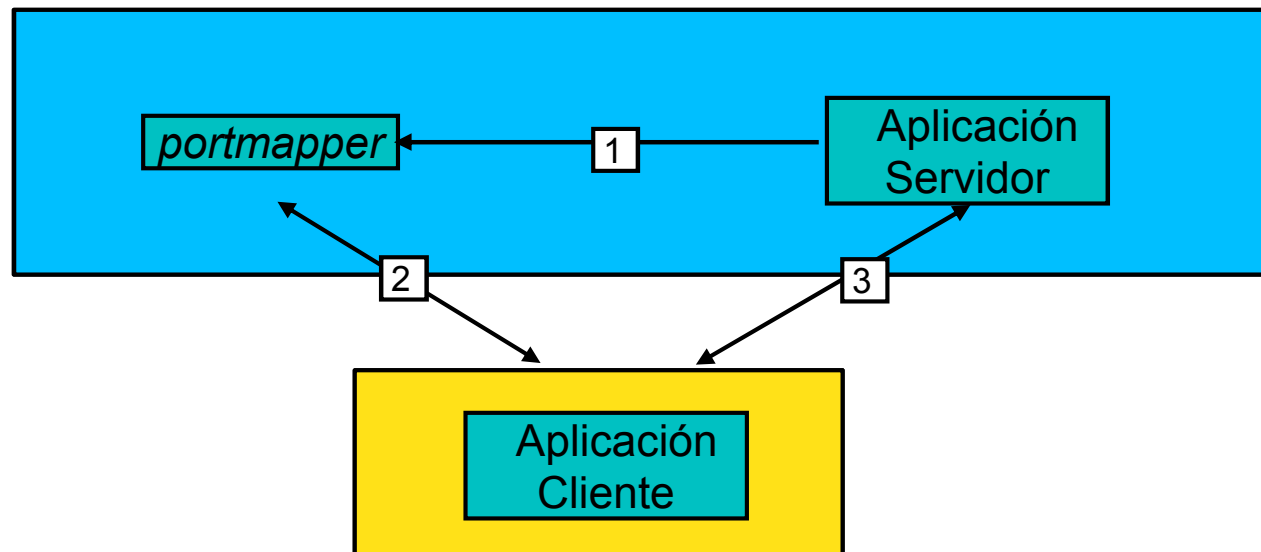 portmapper
1
Aplicación
Servidor
2
3
Aplicación
Cliente